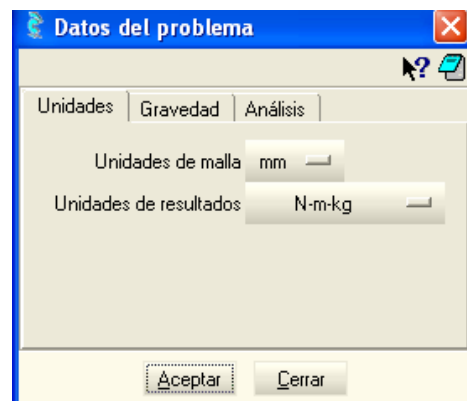 Datos del problema
?
Unidades Gravedad Análisis
Unidades de malla mm
Unidades de resultados N-m-kg
Aceptar Cerrar